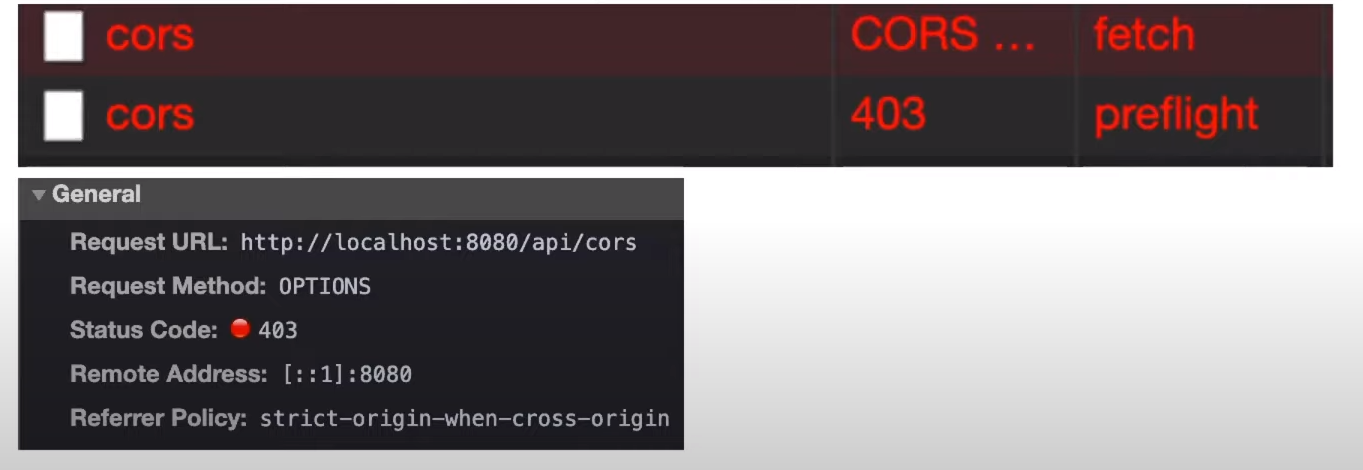 cors CORS ... fetch
cors 403 preflight
General
Request URL: http://localhost:8080/api/cors
Request Method: OPTIONS
Status Code: 403
Remote Address: [::1]:8080
Referrer Policy: strict-origin-when-cross-origin